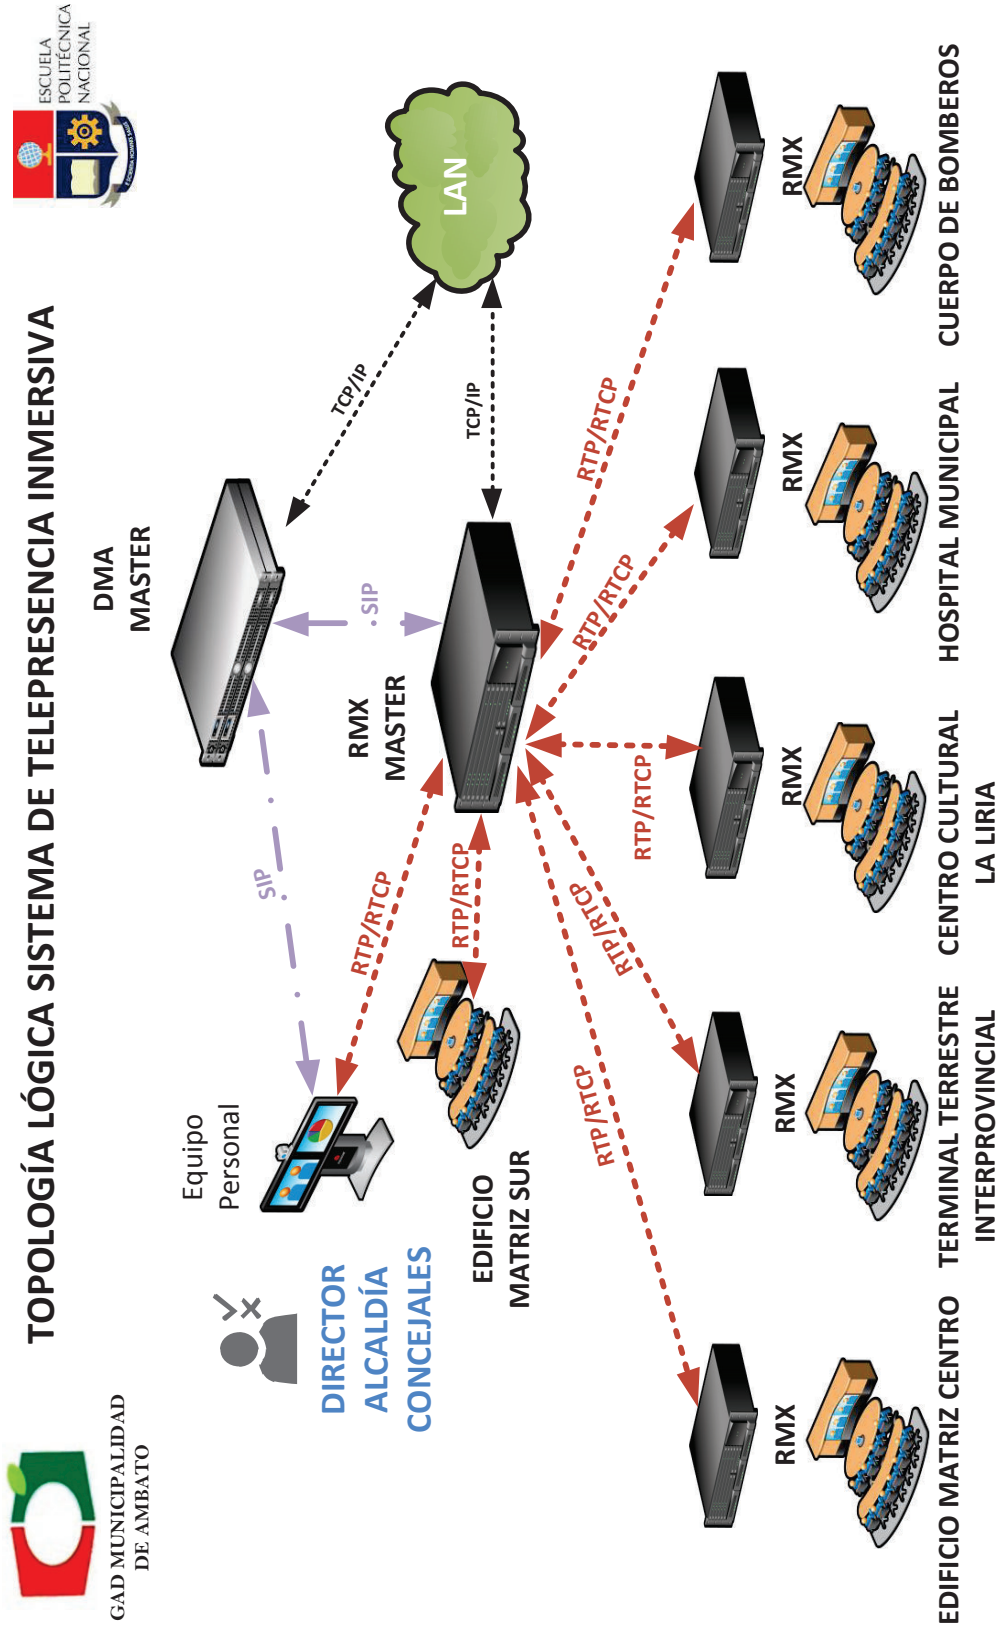 GAD MUNICIPALIDAD
DE AMBATO
TOPOLOGÍA LÓGICA SISTEMA DE TELEPRESENCIA INMERSIVA
ESCUELA
POLITÉCNICA
NACIONAL
DMA
MASTER
Equipo
Personal
SIP
SIP
TCP/IP
LAN
TCP/IP
DIRECTOR
ALCALDÍA
CONCEJALES
RMX
MASTER
RTP/RTCP
RTP/RTCP
EDIFICIO
MATRIZ SUR
RTP/RTCP
RTP/RTCP
RTP/RTCP
RTP/RTCP
RTP/RTCP
RMX
RMX
RMX
RMX
RMX
EDIFICIO MATRIZ CENTRO
TERMINAL TERRESTRE
INTERPROVINCIAL
CENTRO CULTURAL
LA LIRIA
HOSPITAL MUNICIPAL
CUERPO DE BOMBEROS